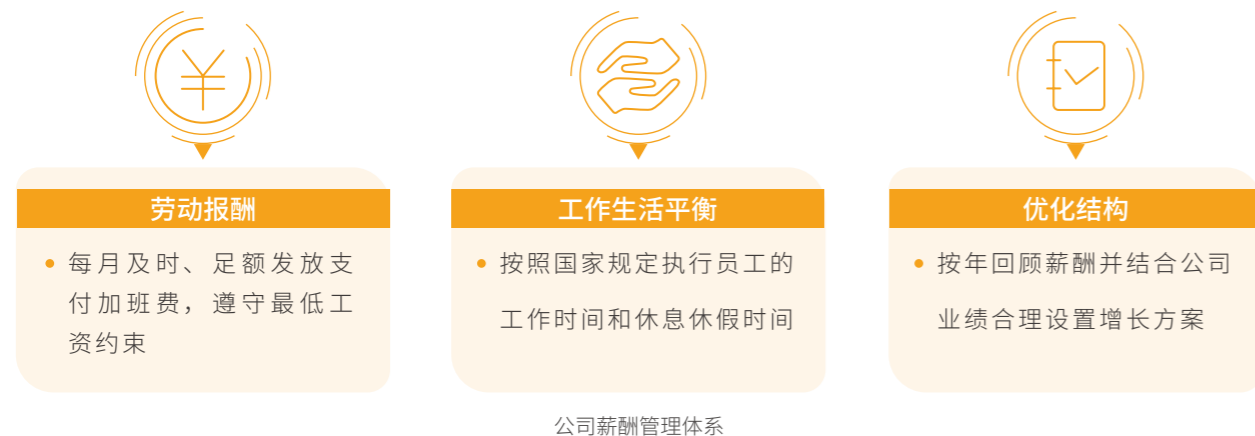 劳动报酬
每月及时、足额发放支
付加班费，遵守最低工
资约束
工作生活平衡
按照国家规定执行员工的
工作时间和休息休假时间
优化结构
按年回顾薪酬并结合公司
业绩合理设置增长方案
公司薪酬管理体系